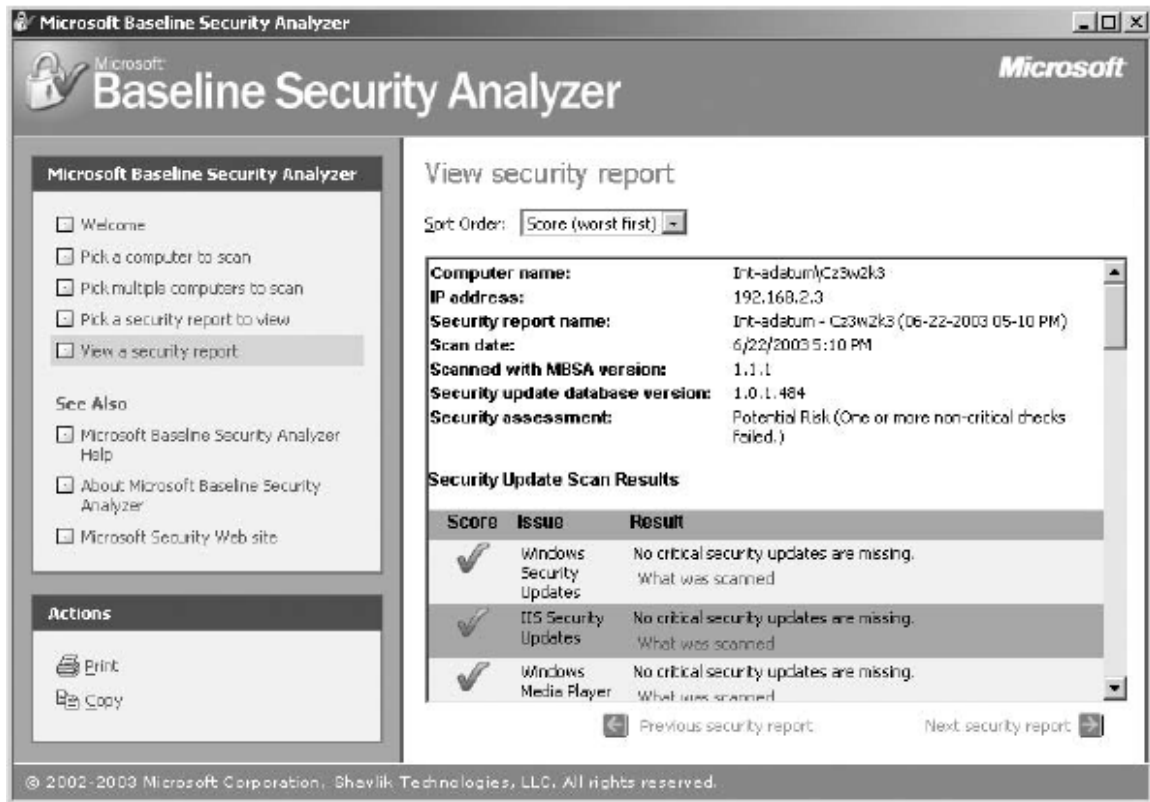 Microsoft Baseline Security Analyzer
Microsoft
Baseline Security Analyzer
Microsoft
Microsoft Baseline Security Analyzer
Welcome
Pick a computer to scan
Pick multiple computers to scan
Pick a security report to view
View a security report
See Also
Microsoft Baseline Security Analyzer
Help
About Microsoft Baseline Security
Analyzer
Microsoft Security Web site
Actions
Print
Copy
View security report
Sort Order: Score (worst first)
Computer name: Int-adatum\Cz3w2k3
IP address: 192.168.2.3
Security report name: Int-adatum - Cz3w2k3 (06-22-2003 05-10 PM)
Scan date: 6/22/2003 5:10 PM
Scanned with MBSA version: 1.1.1
Security update database version: 1.0.1.484
Security assessment: Potential Risk (One or more non-critical checks
failed.)
Security Update Scan Results
Score Issue Result
Windows No critical security updates are missing.
Security What was scanned
Updates
IIS Security No critical security updates are missing.
Updates What was scanned
Windows No critical security updates are missing.
Media Player What was scanned
Previous security report Next security report
© 2002-2003 Microsoft Corporation, Shavlik Technologies, LLC. All rights reserved.